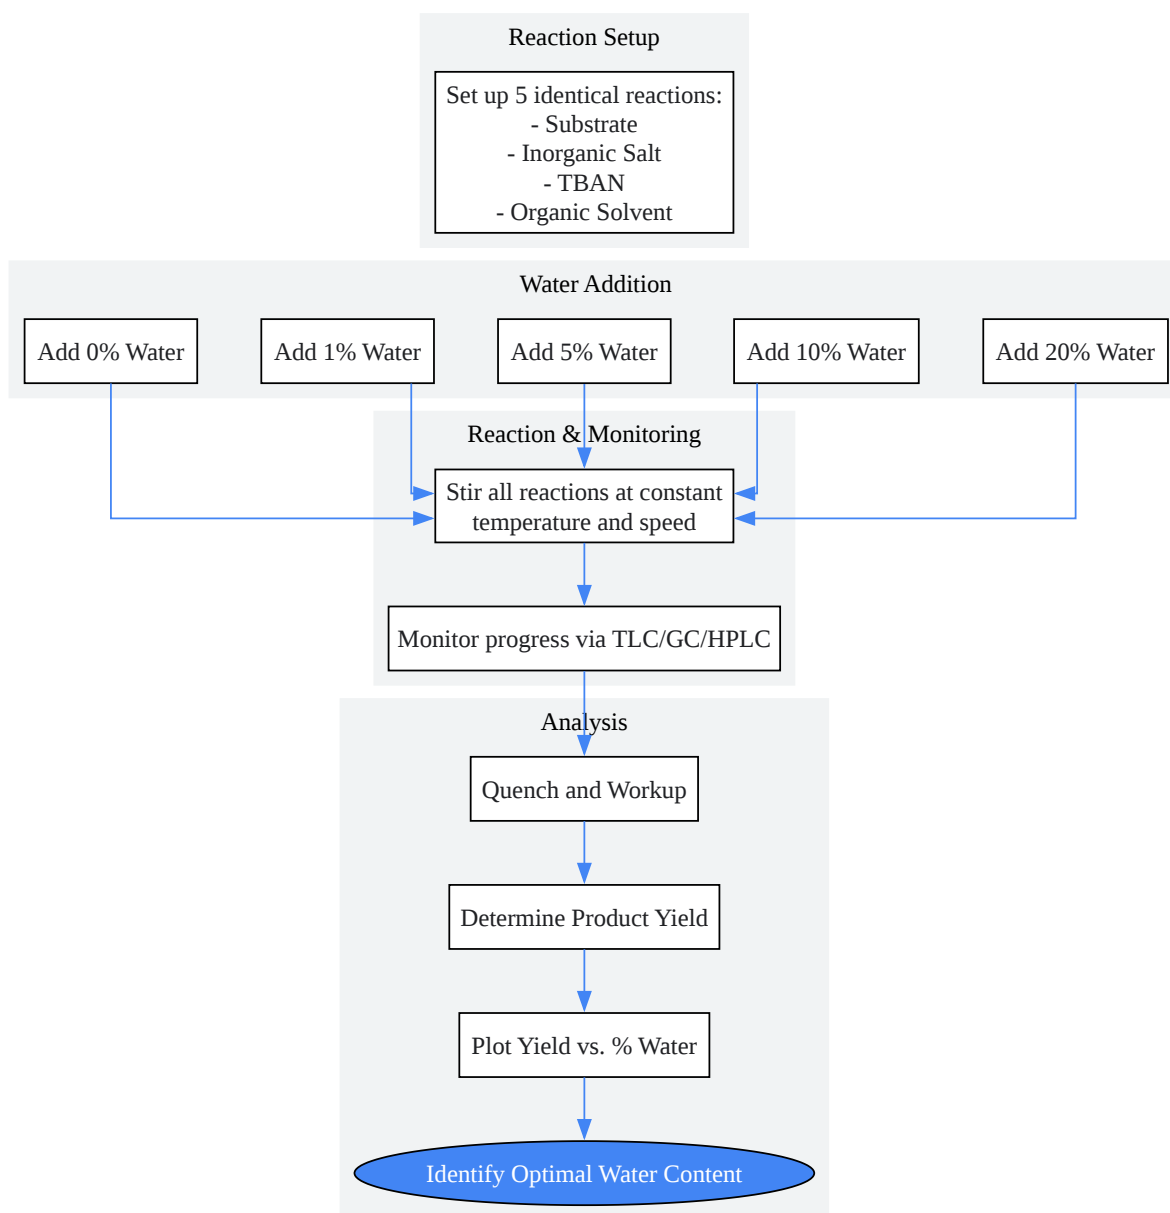 Reaction Setup
Set up 5 identical reactions:
- Substrate
- Inorganic Salt
- TBAN
- Organic Solvent
Water Addition
Add 0% Water
Add 1% Water
Add 5% Water
Add 10% Water
Add 20% Water
Reaction & Monitoring
Stir all reactions at constant
temperature and speed
Monitor progress via TLC/GC/HPLC
Analysis
Quench and Workup
Determine Product Yield
Plot Yield vs. % Water
Identify Optimal Water Content